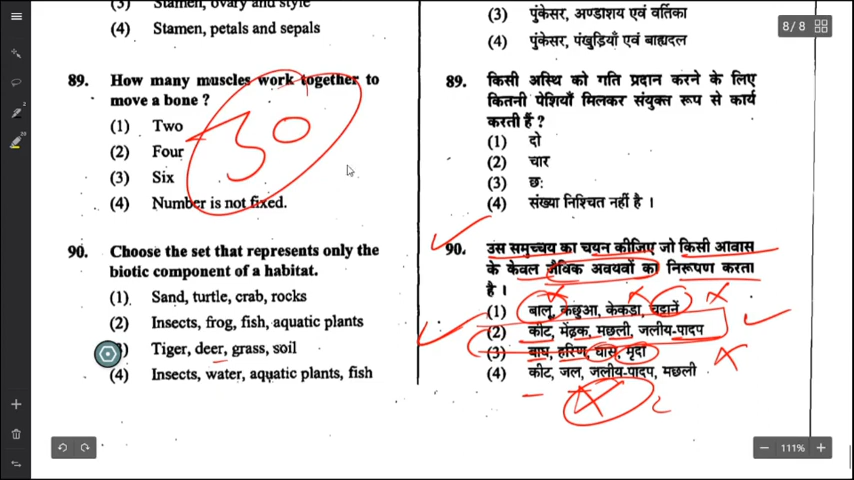 (3) Stamen, ovary and style
(4) Stamen, petals and sepals
89. How many muscles work together to
move a bone ?
(1) Two
(2) Four
(3) Six
(4) Number is not fixed.
90. Choose the set that represents only the
biotic component of a habitat.
(1) Sand, turtle, crab, rocks
(2) Insects, frog, fish, aquatic plants
Tiger, deer, grass, soil
(4) Insects, water, aquatic plants, fish
(3) पुंकेसर, अण्डाशय एवं वर्तिका
(4) पुंकेसर, पंखुड़ियाँ एवं बाह्यदल
89. किसी अस्थि को गति प्रदान करने के लिए
कितनी पेशियाँ मिलकर संयुक्त रूप से कार्य
करती हैं ?
(1) दो
(2) चार
(3) छः
(4) संख्या निश्चित नहीं है ।
90. उस समुच्चय का चयन कीजिए जो किसी आवास
के केवल जैविक अवयवों का निरूपण करता
है ।
(1) बालू, कछुआ, केकड़ा, चट्टानें
(2) कीट, मेंढ़क, मछली, जलीय-पादप
(3) बाघ, हरिण, घास, मृदा
(4) कीट, जल, जलीय-पादप, मछली
30
8 / 8
111%